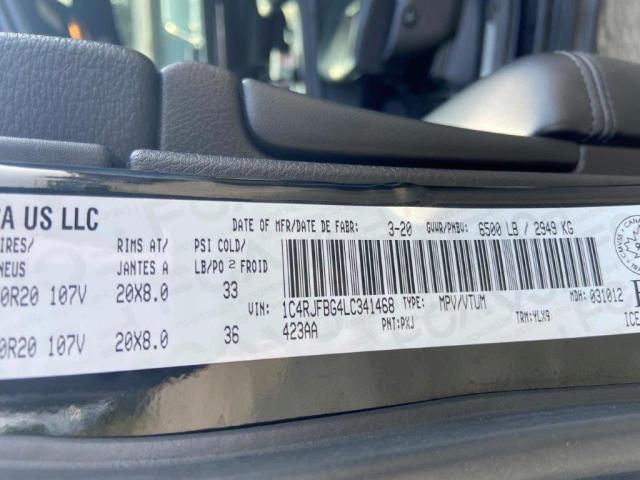 A US LLC
IRES/ RIMS AT/ PSI COLD/ DATE OF MFR/DATE DE FABR: 3-20 GVWR/PNBV: 6500 LB / 2949 KG
NEUS JANTES A LB/PO 2 FROID
0R20 107V 20X8.0 33 VIN: 1C4RJFBG4LC341468 TYPE: MPV/VTUM MDH: 031012
0R20 107V 20X8.0 36 423AA PNT: PXJ TRM: YLX9 ICE